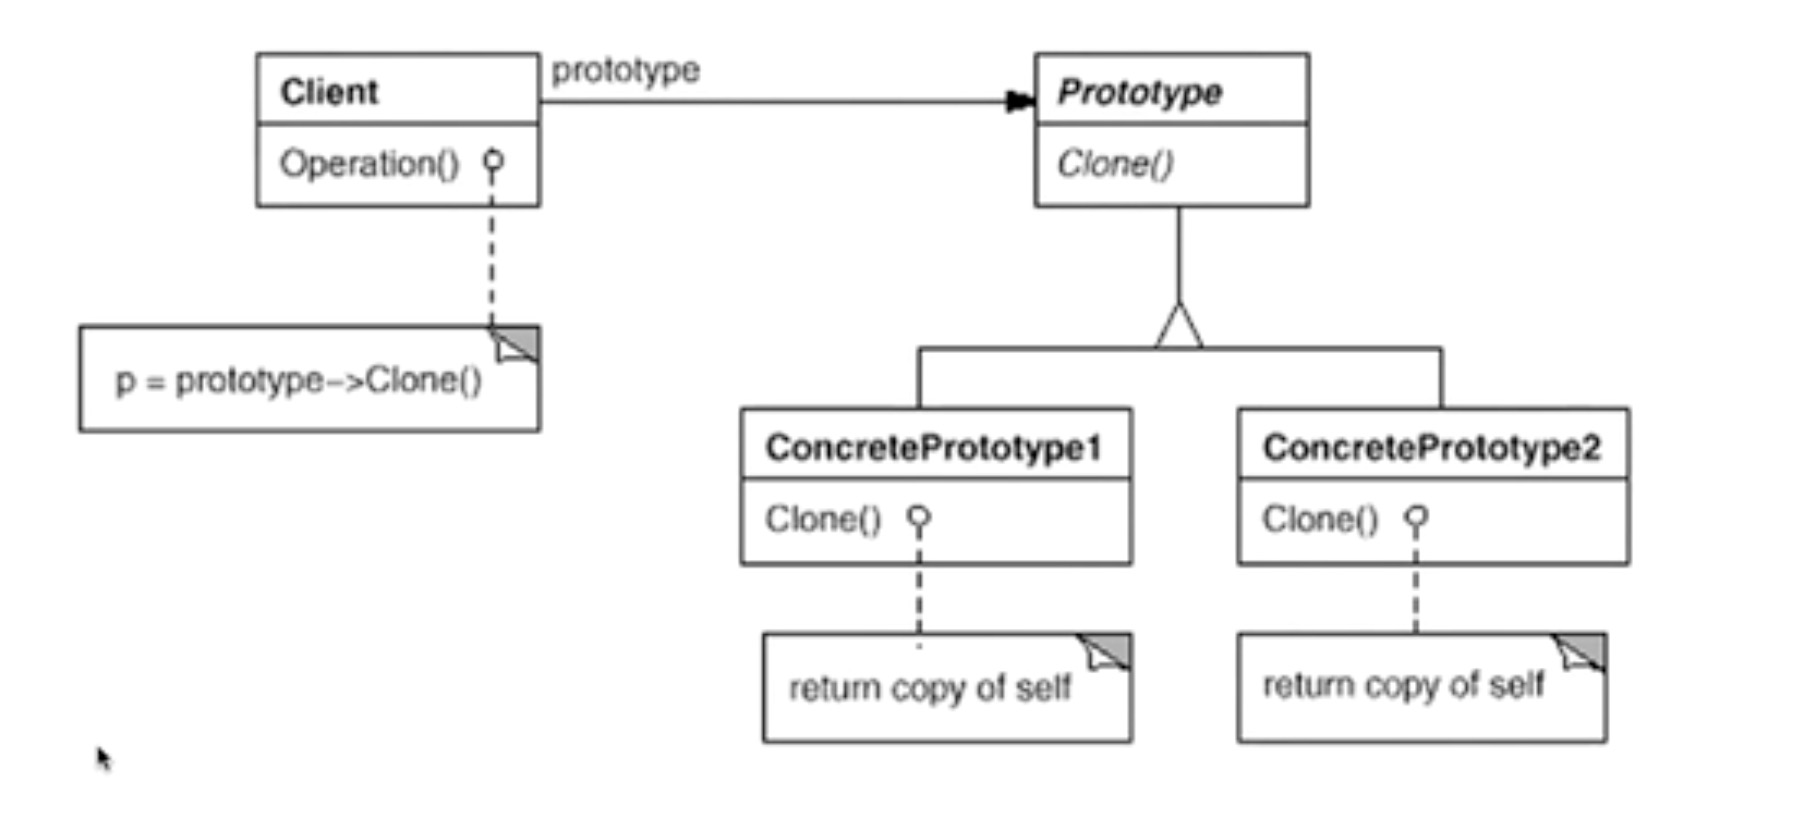 Client
prototype
Prototype
Operation()
Clone()
p = prototype–>Clone()
ConcretePrototype1
ConcretePrototype2
Clone()
Clone()
return copy of self
return copy of self